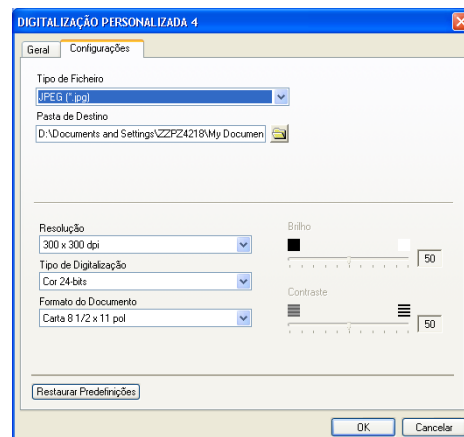 DIGITALIZAÇÃO PERSONALIZADA 4
Geral
Configurações
Tipo de Ficheiro
JPEG (*.jpg)
Pasta de Destino
D:\Documents and Settings\ZZPZ4218\My Documen
Resolução
300 x 300 dpi
Tipo de Digitalização
Cor 24-bits
Formato do Documento
Carta 8 1/2 x 11 pol
Brilho
50
Contraste
50
Restaurar Predefinições
OK
Cancelar